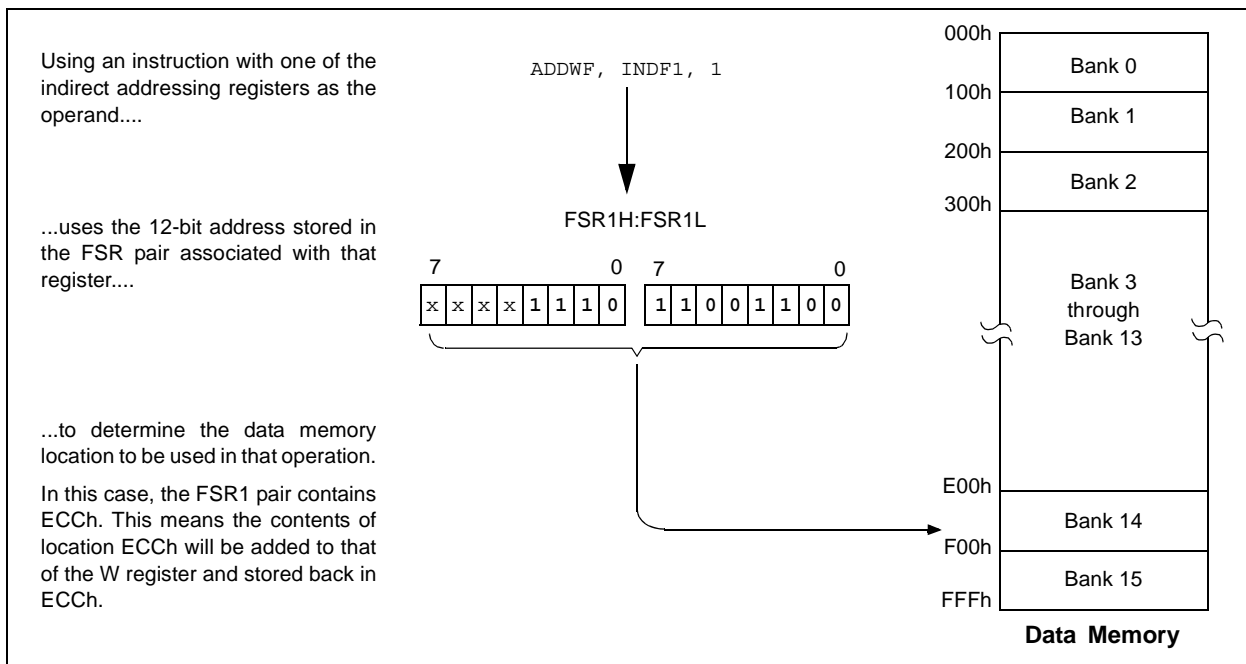 Using an instruction with one of the
indirect addressing registers as the
operand....
ADDWF, INDF1, 1
...uses the 12-bit address stored in
the FSR pair associated with that
register....
FSR1H:FSR1L
7 0 7 0
x x x x 1 1 1 0 1 1 0 0 1 1 0 0
...to determine the data memory
location to be used in that operation.
In this case, the FSR1 pair contains
ECCh. This means the contents of
location ECCh will be added to that
of the W register and stored back in
ECCh.
000h
Bank 0
100h
Bank 1
200h
Bank 2
300h
Bank 3
through
Bank 13
E00h
Bank 14
F00h
Bank 15
FFFh
Data Memory